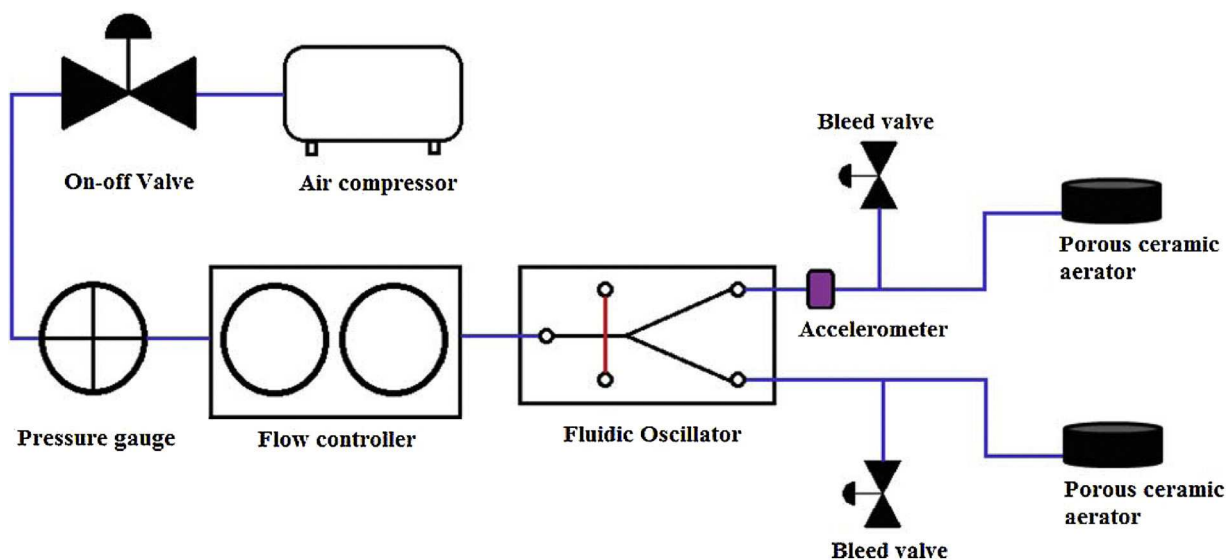 Bleed valve
On-off Valve
Air compressor
Porous ceramic
aerator
Accelerometer
Pressure gauge
Flow controller
Fluidic Oscillator
Porous ceramic
aerator
Bleed valve